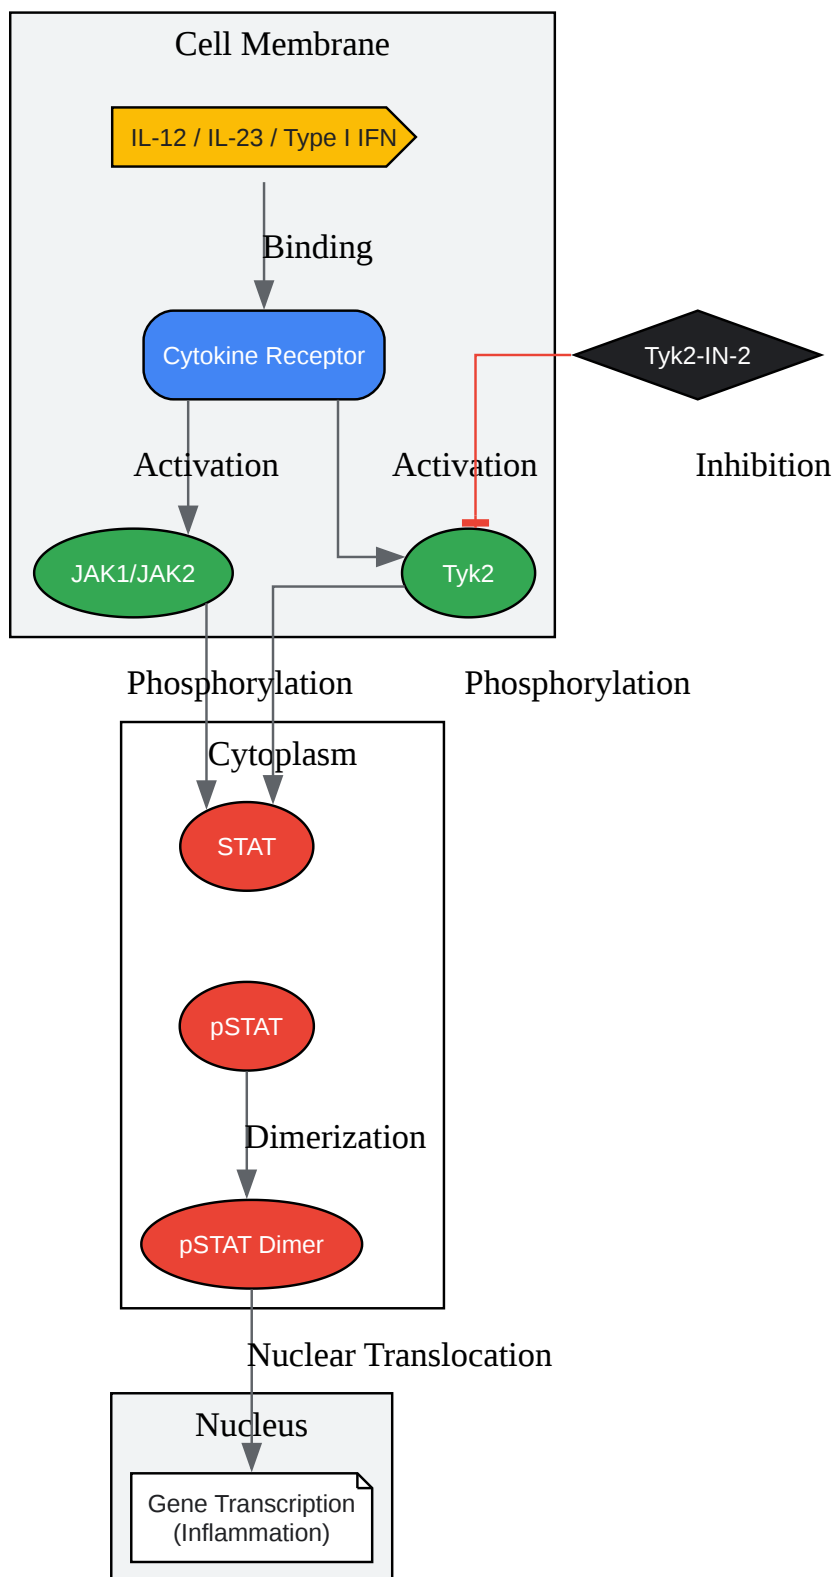 Cell Membrane
IL-12 / IL-23 / Type I IFN
Binding
Cytokine Receptor
Tyk2-IN-2
Activation
Activation
Inhibition
JAK1/JAK2
Tyk2
Phosphorylation
Phosphorylation
Cytoplasm
STAT
pSTAT
Dimerization
pSTAT Dimer
Nuclear Translocation
Nucleus
Gene Transcription
(Inflammation)